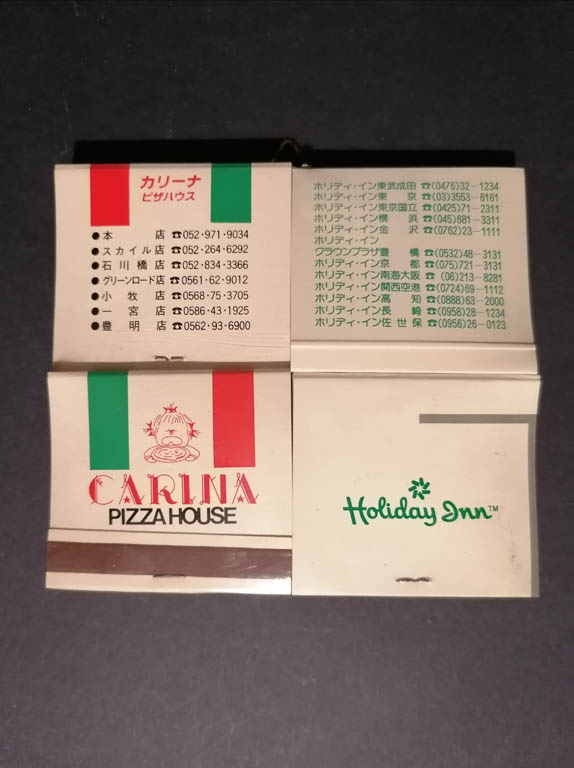 カリーナ
ピザハウス
●本 店 ☎052・971・9034
●スカイル店 ☎052・264・6292
●石川橋店 ☎052・834・3366
●グリーンロード店 ☎0561・62・9012
●小牧店 ☎0568・75・3705
●一宮店 ☎0586・43・1925
●豊明店 ☎0562・93・6900
ホリディ・イン東武成田 ☎(0476)32-1234
ホリディ・イン東京 ☎(03)3553-6161
ホリディ・イン東京国立 ☎(0425)71-2311
ホリディ・イン横浜 ☎(045)681-3311
ホリディ・イン金沢 ☎(0762)23-1111
ホリディ・イン
クラウンプラザ豊橋 ☎(0532)48-3131
ホリディ・イン京都 ☎(075)721-3131
ホリディ・イン南海大阪 ☎(06)213-8281
ホリディ・イン関西空港 ☎(0724)69-1112
ホリディ・イン高知 ☎(0888)63-2000
ホリディ・イン長崎 ☎(0958)28-1234
ホリディ・イン佐世保 ☎(0956)26-0123
CARINA
PIZZA HOUSE
Holiday Inn™